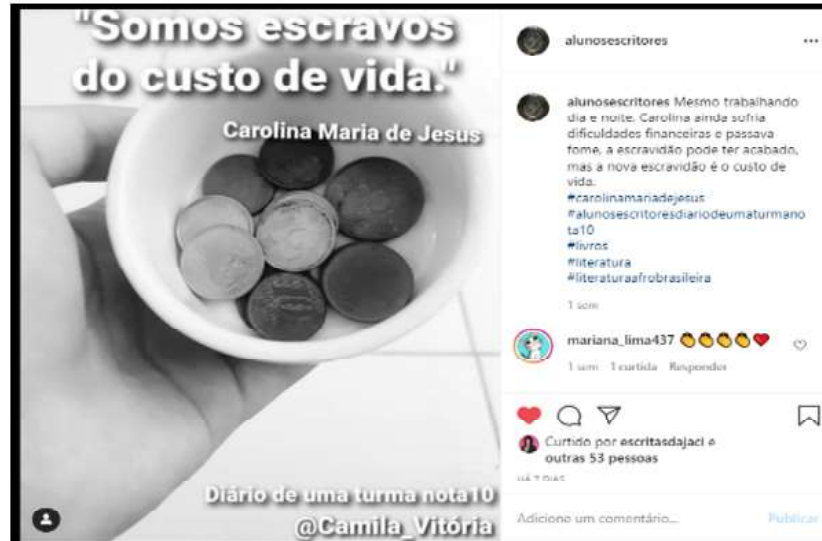 "Somos escravos
do custo de vida."
Carolina Maria de Jesus
Diário de uma turma nota10
@Camila_Vitória
alunosescritores
alunosescritores Mesmo trabalhando
dia e noite, Carolina ainda sofria
dificuldades financeiras e passava
fome, a escravidão pode ter acabado,
mas a nova escravidão é o custo de
vida.
#carolinamariadejesus
#alunosescritoresdiariodeumaturmano
ta10
#livros
#literatura
#literaturaafrobrasileira
1 sem
mariana_lima437
1 sem 1 curtida Responder
Curtido por escritasdajaci e
outras 53 pessoas
HÁ 7 DIAS
Adicione um comentário... Publicar